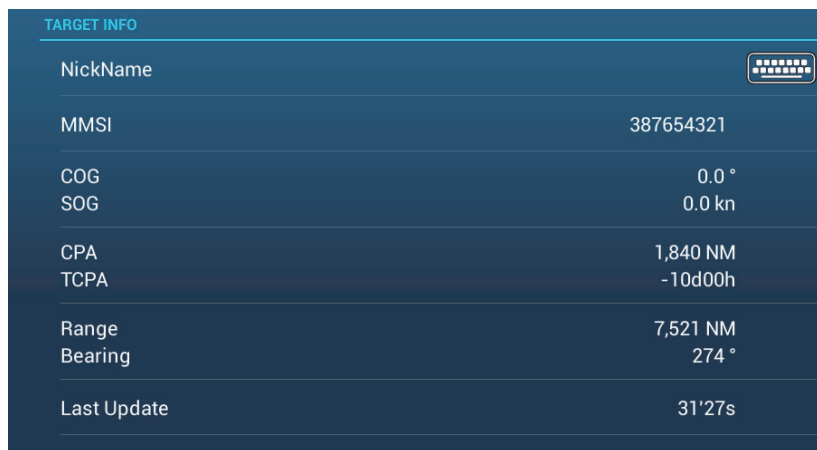 TARGET INFO
NickName
MMSI 387654321
COG 0.0 °
SOG 0.0 kn
CPA 1,840 NM
TCPA -10d00h
Range 7,521 NM
Bearing 274 °
Last Update 31'27s